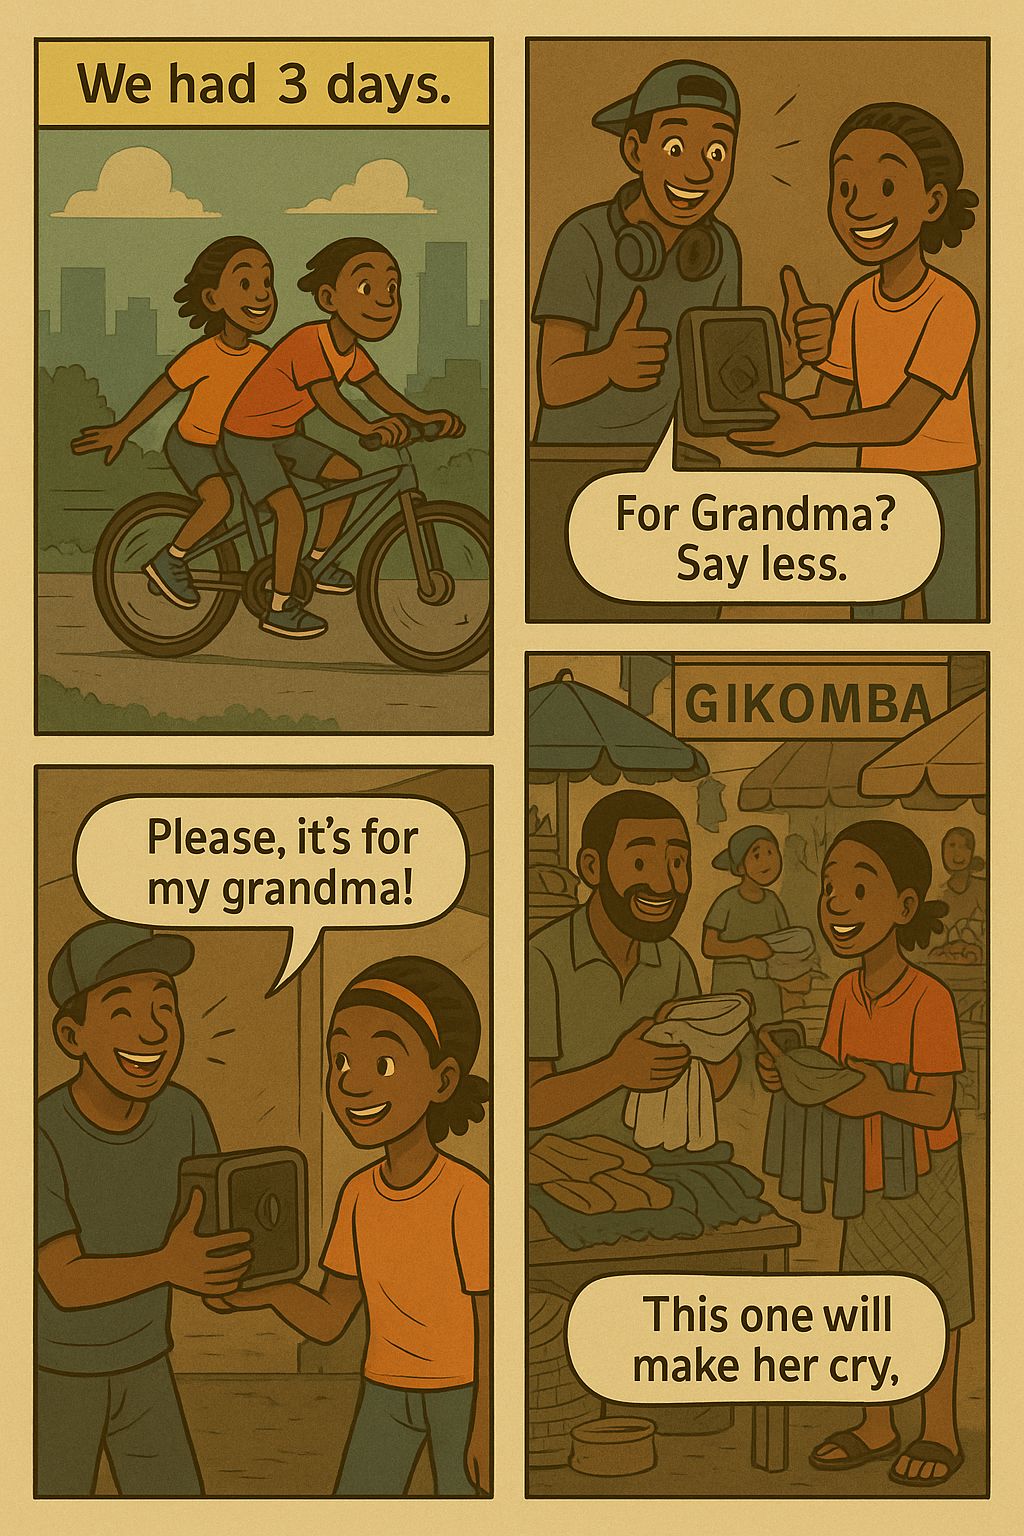 We had 3 days.
For Grandma?
Say less.
Please, it's for
my grandma!
GIKOMBA
This one will
make her cry,